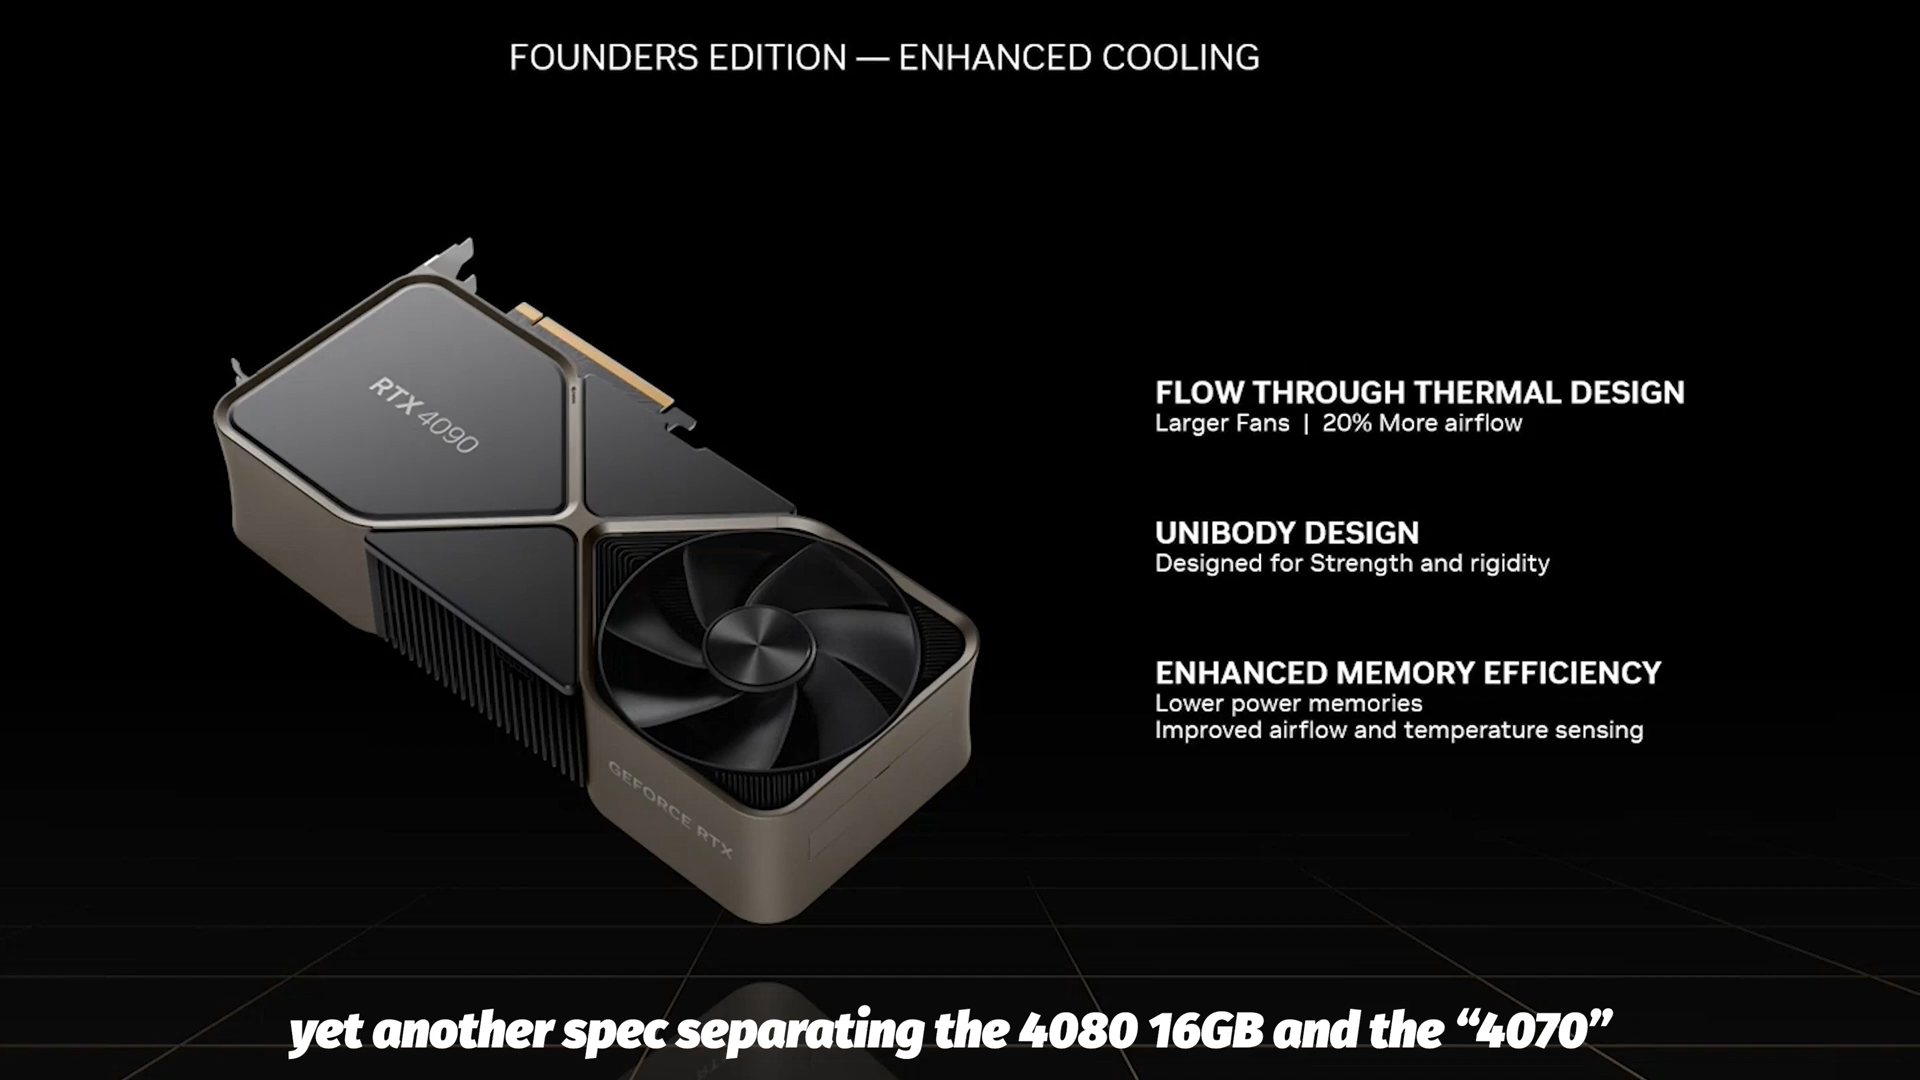 FOUNDERS EDITION — ENHANCED COOLING
RTX 4090
GEFORCE RTX
FLOW THROUGH THERMAL DESIGN
Larger Fans | 20% More airflow
UNIBODY DESIGN
Designed for Strength and rigidity
ENHANCED MEMORY EFFICIENCY
Lower power memories
Improved airflow and temperature sensing
yet another spec separating the 4080 16GB and the “4070”